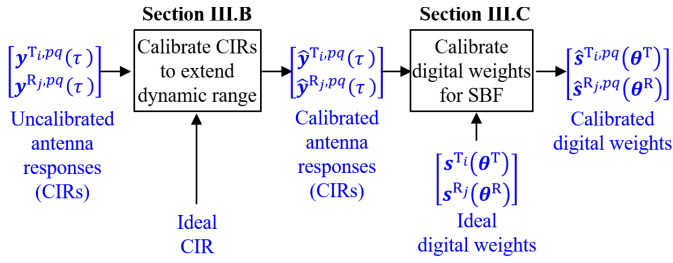 Section III.B
Section III.C
[𝒚^{T_i,pq}(τ)
𝒚^{R_j,pq}(τ)]
Uncalibrated
antenna
responses
(CIRs)
Calibrate CIRs
to extend
dynamic range
Ideal
CIR
[𝒚̂^{T_i,pq}(τ)
𝒚̂^{R_j,pq}(τ)]
Calibrated
antenna
responses
(CIRs)
Calibrate
digital weights
for SBF
[𝒔^{T_i}(𝜽^T)
𝒔^{R_j}(𝜽^R)]
Ideal
digital weights
[𝒔̂^{T_i,pq}(𝜽^T)
𝒔̂^{R_j,pq}(𝜽^R)]
Calibrated
digital weights